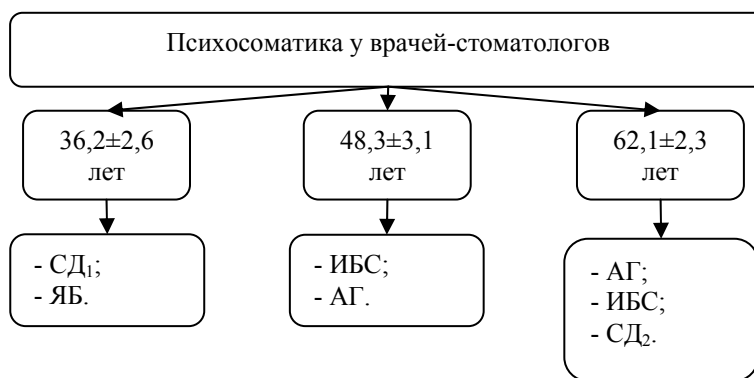 Психосоматика у врачей-стоматологов
36,2±2,6
лет
48,3±3,1
лет
62,1±2,3
лет
- СД₁;
- ЯБ.
- ИБС;
- АГ.
- АГ;
- ИБС;
- СД₂.